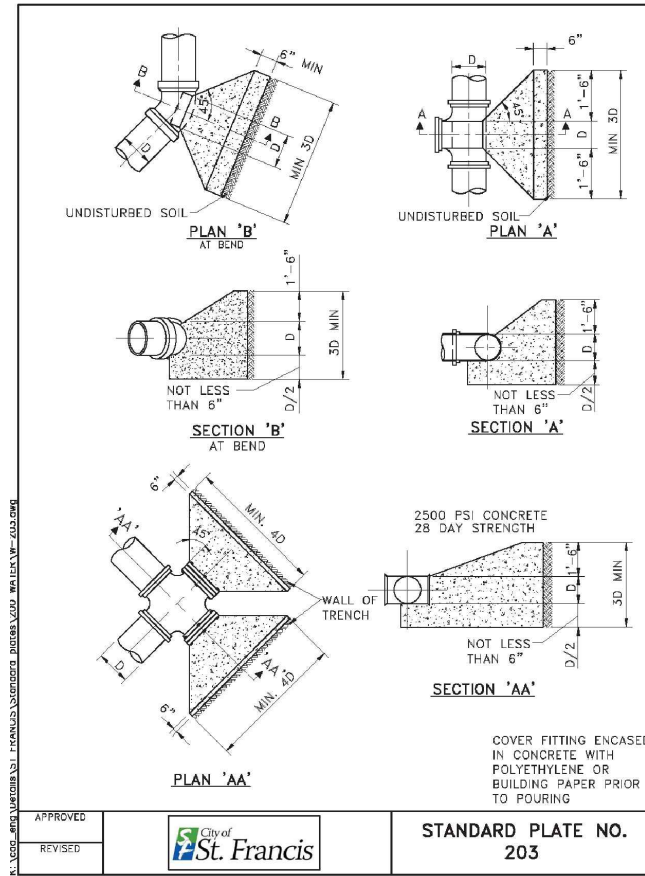 B
45°
6" MIN
B
D
D
MIN 3D
UNDISTURBED SOIL
PLAN 'B'
AT BEND
D
6"
45°
A
A
1'-6"
D
1'-6"
MIN 3D
UNDISTURBED SOIL
PLAN 'A'
1'-6"
D
3D MIN
D/2
NOT LESS
THAN 6"
SECTION 'B'
AT BEND
1'-6"
D
D/2
NOT LESS
THAN 6"
SECTION 'A'
6"
MIN. 4D
'AA'
45°
WALL OF
TRENCH
D
'AA'
MIN. 4D
6"
PLAN 'AA'
2500 PSI CONCRETE
28 DAY STRENGTH
1'-6"
D
3D MIN
D/2
NOT LESS
THAN 6"
SECTION 'AA'
COVER FITTING ENCASED
IN CONCRETE WITH
POLYETHYLENE OR
BUILDING PAPER PRIOR
TO POURING
APPROVED
REVISED
City of
St. Francis
STANDARD PLATE NO.
203